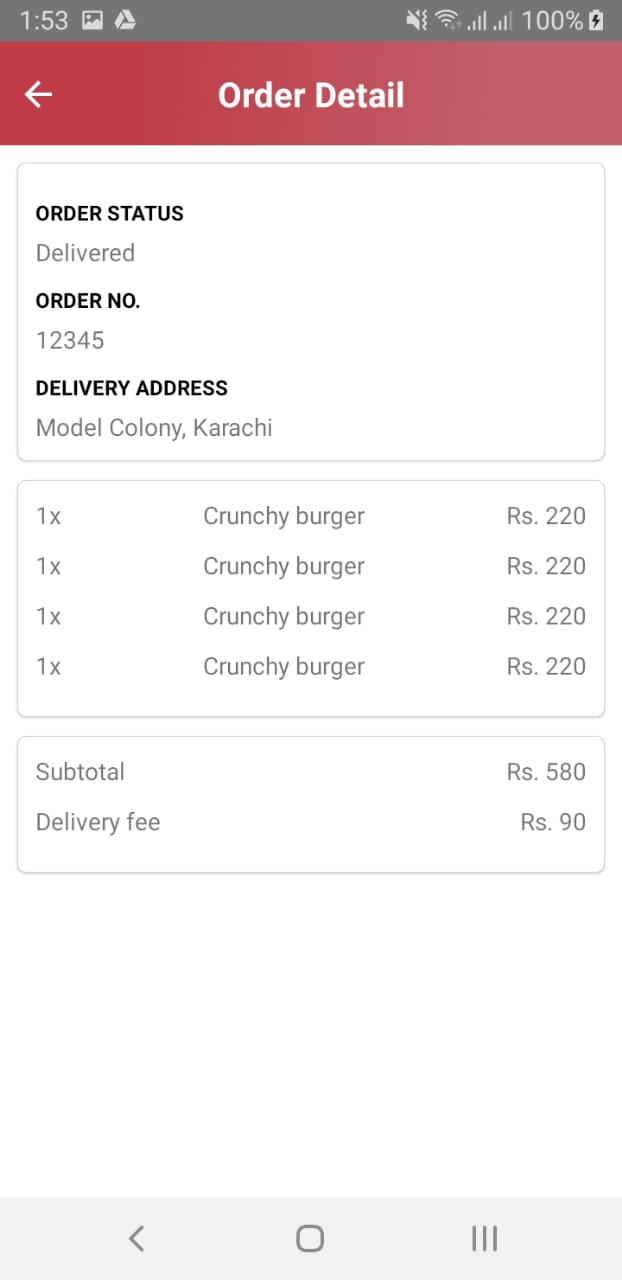 1:53 100%
Order Detail
ORDER STATUS
Delivered
ORDER NO.
12345
DELIVERY ADDRESS
Model Colony, Karachi
1x Crunchy burger Rs. 220
1x Crunchy burger Rs. 220
1x Crunchy burger Rs. 220
1x Crunchy burger Rs. 220
Subtotal Rs. 580
Delivery fee Rs. 90